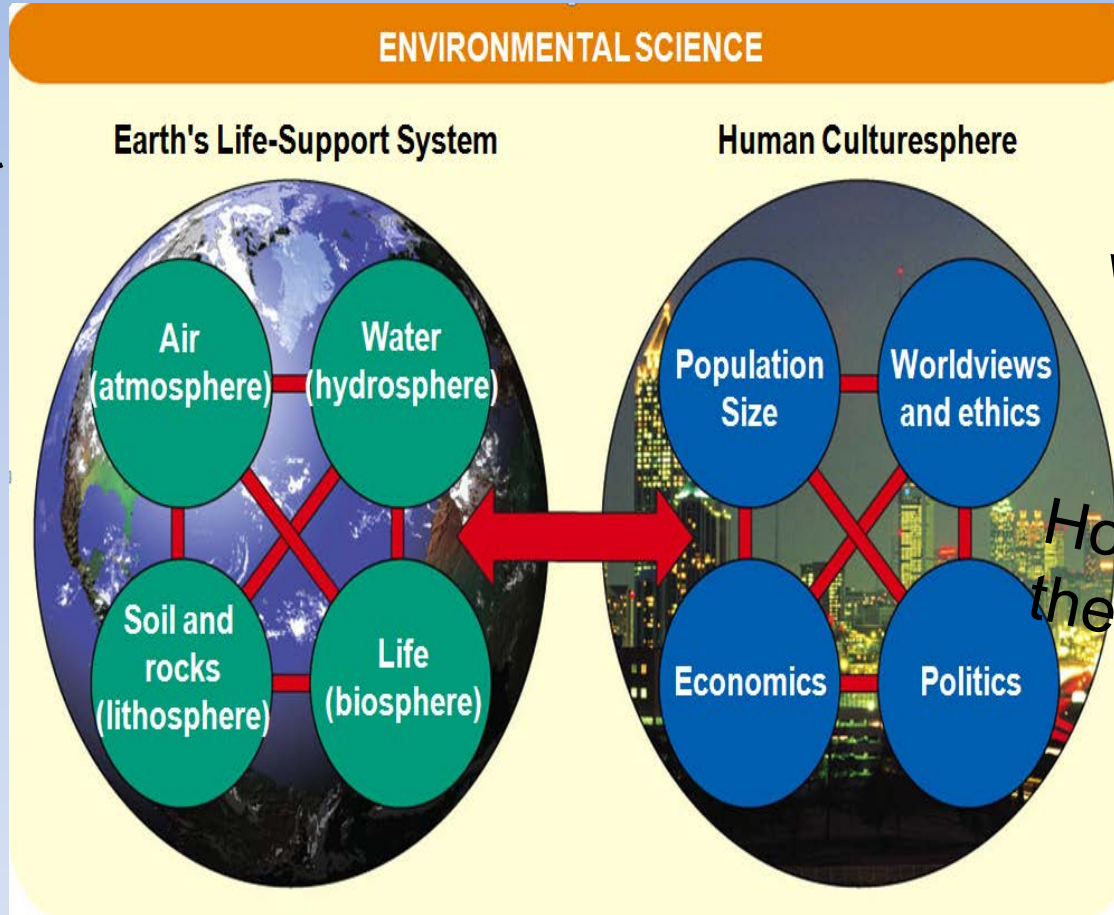 ENVIRONMENTAL SCIENCE
Earth's Life-Support System
Human Culturesphere
Air
(atmosphere)
Water
(hydrosphere)
Soil and
rocks
(lithosphere)
Life
(biosphere)
Population
Size
Worldviews
and ethics
Economics
Politics
the